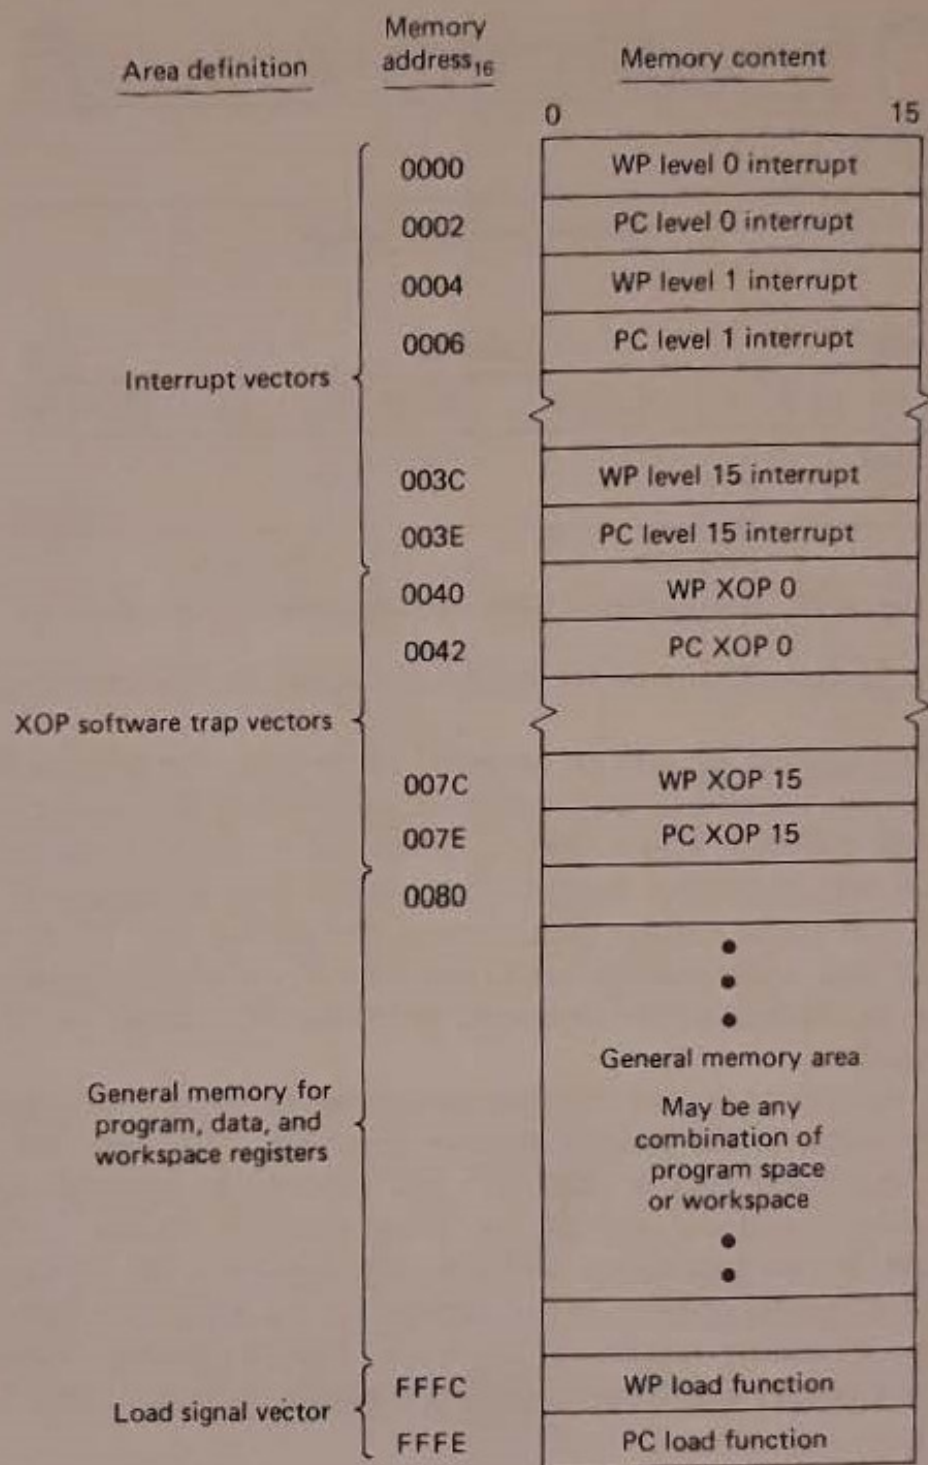 Area definition
Memory
address16
Memory content
0 15
0000 WP level 0 interrupt
0002 PC level 0 interrupt
0004 WP level 1 interrupt
0006 PC level 1 interrupt
Interrupt vectors
003C WP level 15 interrupt
003E PC level 15 interrupt
0040 WP XOP 0
0042 PC XOP 0
XOP software trap vectors
007C WP XOP 15
007E PC XOP 15
0080
General memory for
program, data, and
workspace registers
General memory area
May be any
combination of
program space
or workspace
Load signal vector
FFFC WP load function
FFFE PC load function